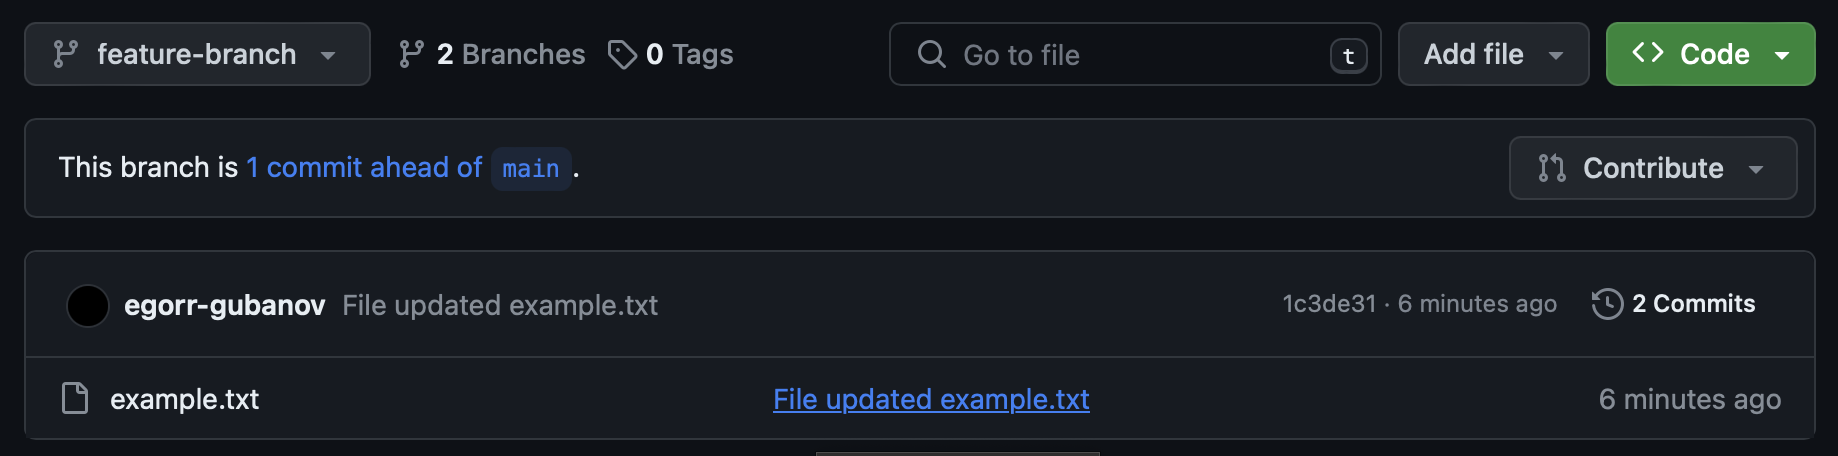 feature-branch 2 Branches 0 Tags Go to file t Add file Code
This branch is 1 commit ahead of main.
Contribute
egorr-gubanov File updated example.txt 1c3de31 · 6 minutes ago 2 Commits
example.txt File updated example.txt 6 minutes ago